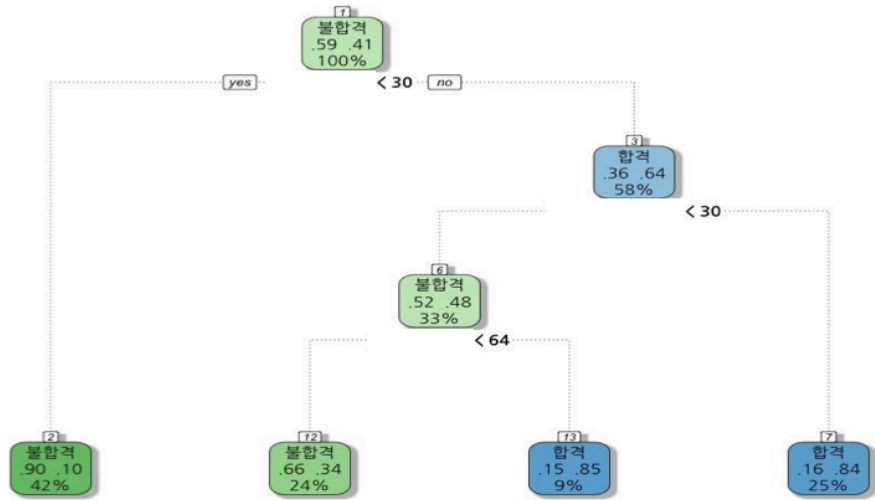 1
불합격
.59 .41
100%
yes < 30 no
3
합격
.36 .64
58%
< 30
6
불합격
.52 .48
33%
< 64
2
불합격
.90 .10
42%
12
불합격
.66 .34
24%
13
합격
.15 .85
9%
7
합격
.16 .84
25%